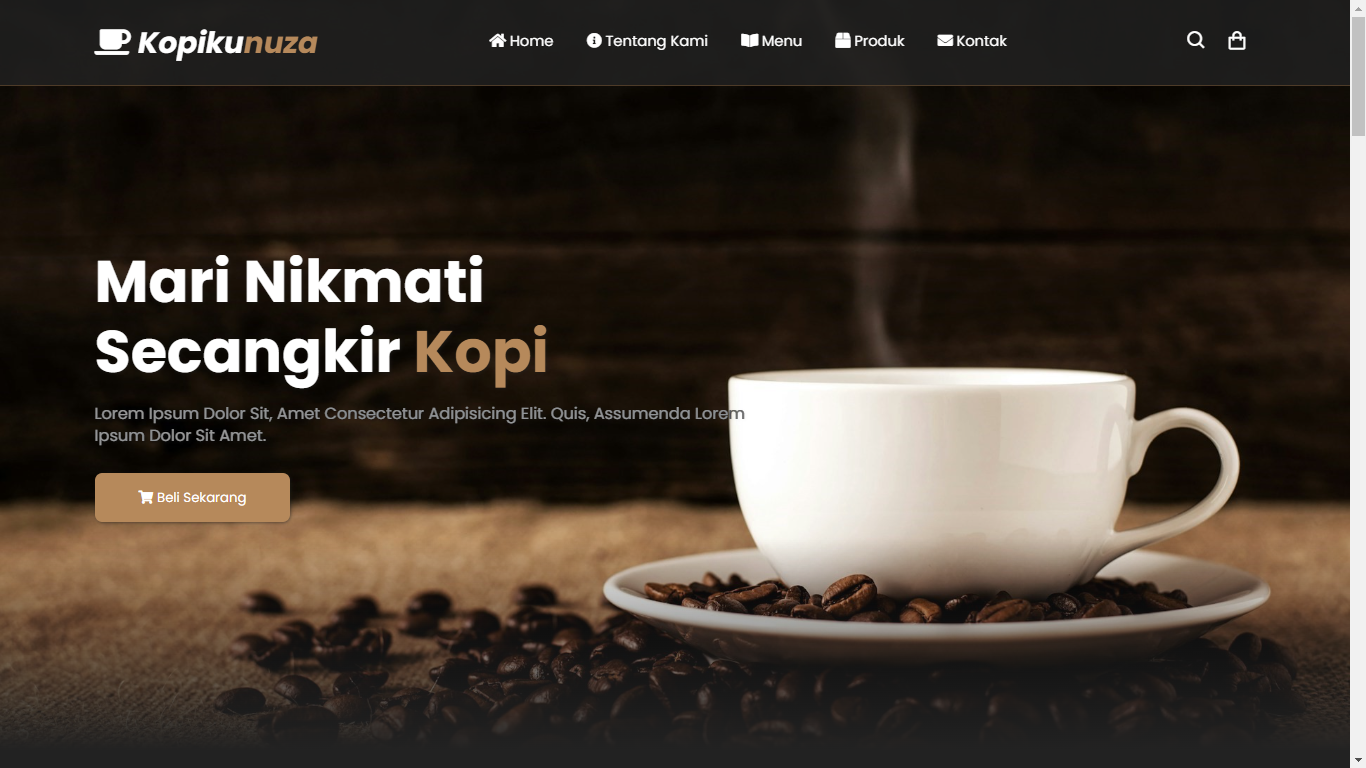 Kopikunuza
Home
Tentang Kami
Menu
Produk
Kontak
Mari Nikmati
Secangkir Kopi
Lorem Ipsum Dolor Sit, Amet Consectetur Adipisicing Elit. Quis, Assumenda Lorem
Ipsum Dolor Sit Amet.
Beli Sekarang